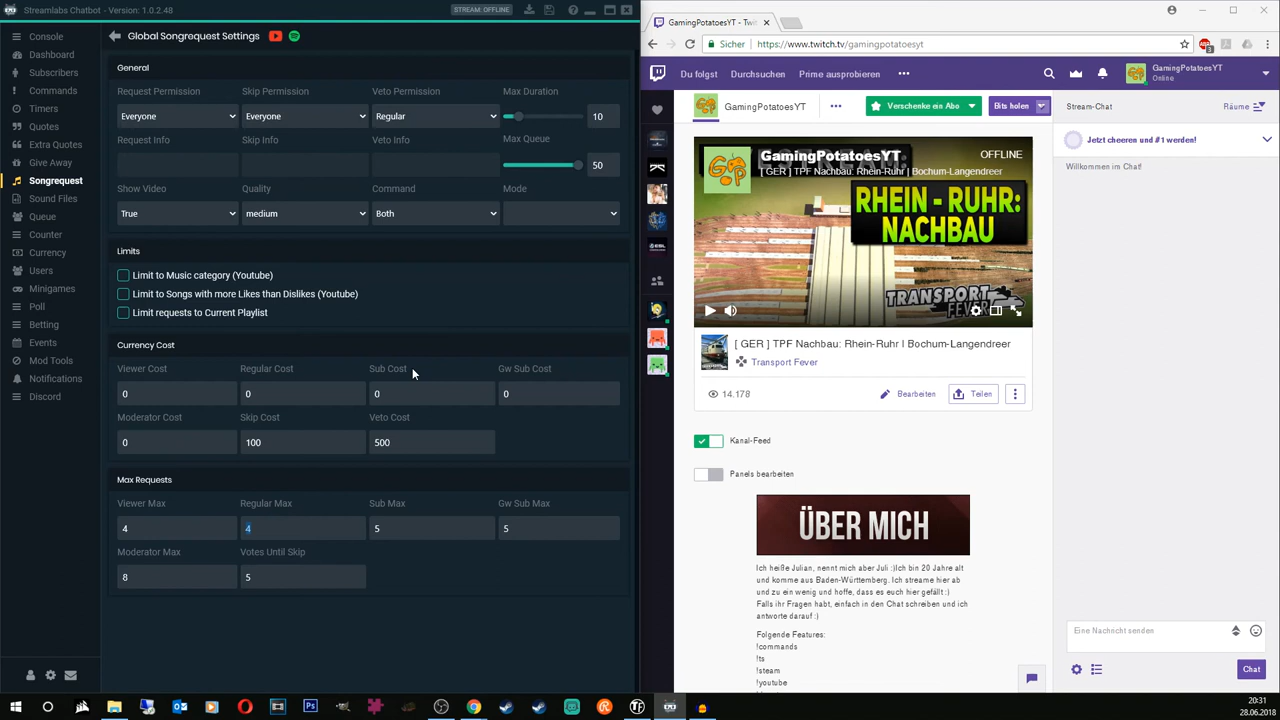 Streamlabs Chatbot - Version: 1.0.2.48
STREAM: OFFLINE
Console
Dashboard
Subscribers
Commands
Timers
Quotes
Extra Quotes
Give Away
Songrequest
Sound Files
Queue
Counter
Currency
Users
Minigames
Poll
Betting
Events
Mod Tools
Notifications
Discord
Global Songrequest Settings
General
Request Permission
Skip Permission
Veto Permission
Max Duration
Everyone
Everyone
Regular
10
Request Info
Skip Info
Veto Info
Max Queue
50
Show Video
Quality
Command
Mode
True
medium
Both
Limits
Limit to Music category (Youtube)
Limit to Songs with more Likes than Dislikes (Youtube)
Limit requests to current Playlist
Currency Cost
Viewer Cost
Regular Cost
Sub Cost
Gw Sub Cost
0
0
0
0
Moderator Cost
Skip Cost
Veto Cost
0
100
500
Max Requests
Viewer Max
Regular Max
Sub Max
Gw Sub Max
4
4
5
5
Moderator Max
Votes Until Skip
8
5
GamingPotatoesYT - Twit
Sicher
https://www.twitch.tv/gamingpotatoesyt
3
Du folgst
Durchsuchen
Prime ausprobieren
GamingPotatoesYT
Online
GamingPotatoesYT
Verschenke ein Abo
Bits holen
Stream-Chat
Räume
GamingPotatoesYT
OFFLINE
[ GER ] TPF Nachbau: Rhein-Ruhr | Bochum-Langendreer
RHEIN - RUHR:
NACHBAU
TRANSPORT
FEVER
ESL
[ GER ] TPF Nachbau: Rhein-Ruhr | Bochum-Langendreer
Transport Fever
14.178
Bearbeiten
Teilen
Kanal-Feed
Panels bearbeiten
ÜBER MICH
Ich heiße Julian, nennt mich aber Juli :)Ich bin 20 Jahre alt
und komme aus Baden-Württemberg. Ich streame hier ab
und zu ein wenig und hoffe, dass es euch hier gefällt :)
Falls ihr Fragen habt, einfach in den Chat schreiben und ich
antworte darauf :)
Folgende Features:
!commands
!ts
!steam
!youtube
Jetzt cheeren und #1 werden!
Willkommen im Chat!
Eine Nachricht senden
Chat
20:31
28.06.2018